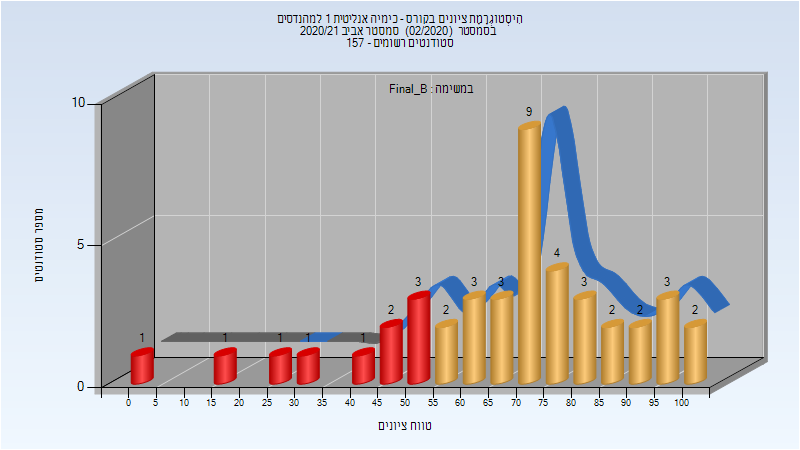 הִיסְטוגְרָמַת ציונים בקורס - כימיה אנליטית 1 למהנדסים
בסמסטר (02/2020) סמסטר אביב 2020/21
סטודנטים רשומים - 157
במשימה : Final_B
מספר סטודנטים
10
5
0
1 1 1 1 1 2 3 2 3 3 9 4 3 2 2 3 2
0 5 10 15 20 25 30 35 40 45 50 55 60 65 70 75 80 85 90 95 100
טווח ציונים